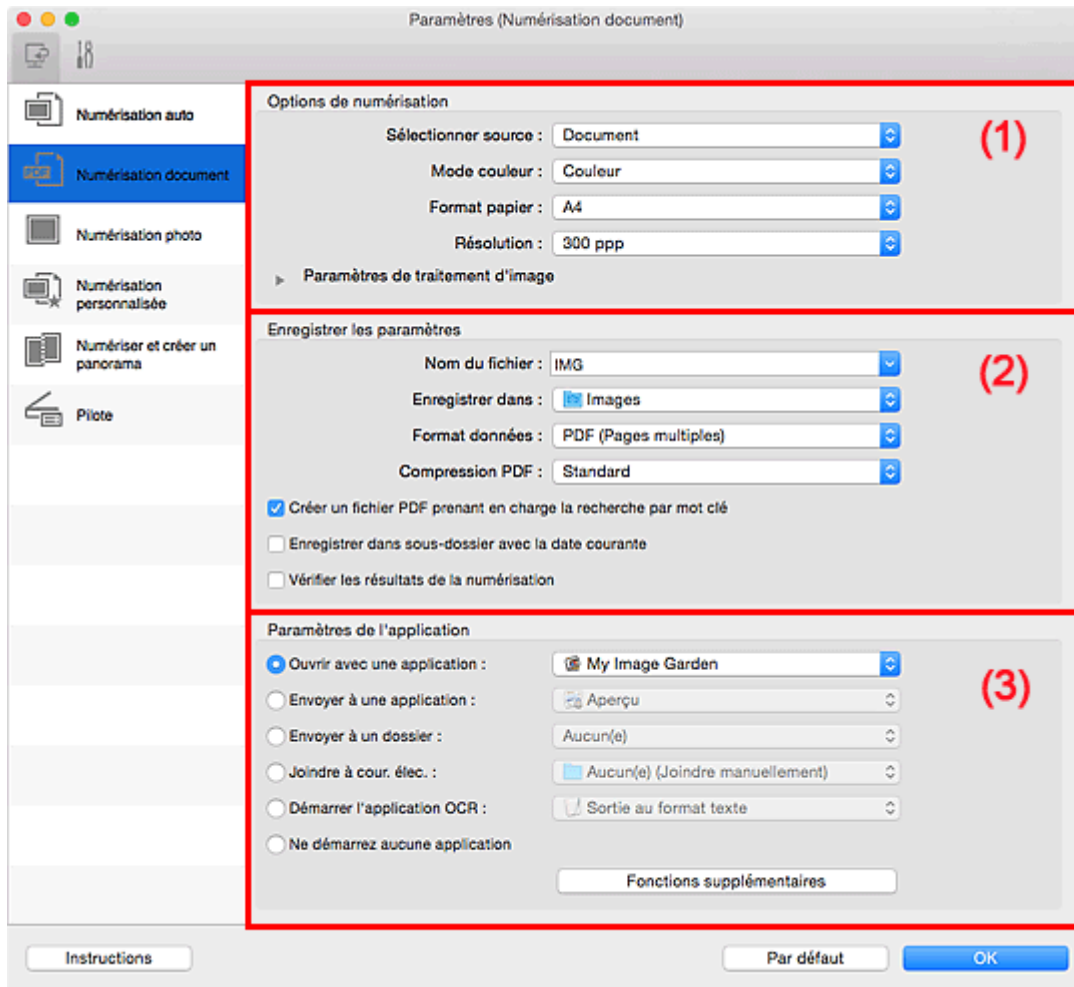 Paramètres (Numérisation document)
Numérisation auto
Numérisation document
Numérisation photo
Numérisation
personnalisée
Numériser et créer un
panorama
Pilote
Options de numérisation
(1)
Sélectionner source : Document
Mode couleur : Couleur
Format papier : A4
Résolution : 300 ppp
Paramètres de traitement d'image
Enregistrer les paramètres
(2)
Nom du fichier : IMG
Enregistrer dans : Images
Format données : PDF (Pages multiples)
Compression PDF : Standard
Créer un fichier PDF prenant en charge la recherche par mot clé
Enregistrer dans sous-dossier avec la date courante
Vérifier les résultats de la numérisation
Paramètres de l'application
(3)
Ouvrir avec une application : My Image Garden
Envoyer à une application : Aperçu
Envoyer à un dossier : Aucun(e)
Joindre à cour. élec. : Aucun(e) (Joindre manuellement)
Démarrer l'application OCR : Sortie au format texte
Ne démarrez aucune application
Fonctions supplémentaires
Instructions
Par défaut
OK